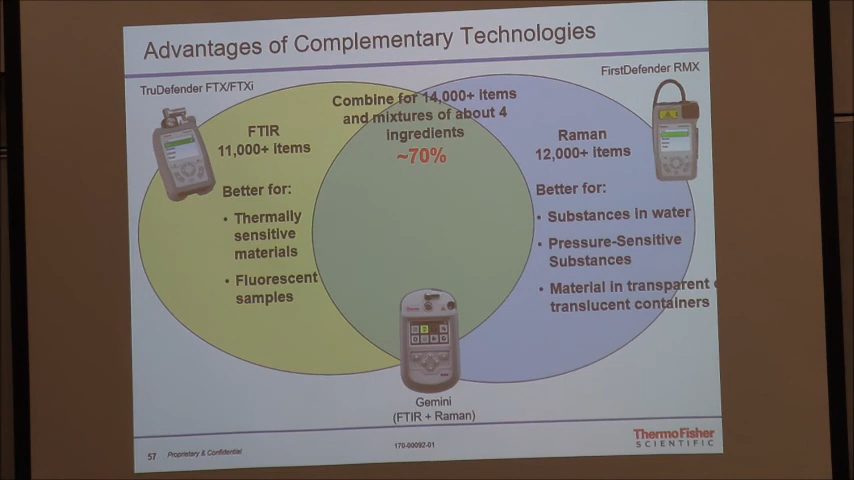 Advantages of Complementary Technologies
TruDefender FTX/FTXi
FirstDefender RMX
Combine for 14,000+ items
and mixtures of about 4
ingredients
~70%
FTIR
11,000+ items
Better for:
• Thermally
sensitive
materials
• Fluorescent
samples
Raman
12,000+ items
Better for:
• Substances in water
• Pressure-Sensitive
Substances
• Material in transparent
translucent containers
Gemini
(FTIR + Raman)
57
Proprietary & Confidential
170-00092-01
ThermoFisher
SCIENTIFIC